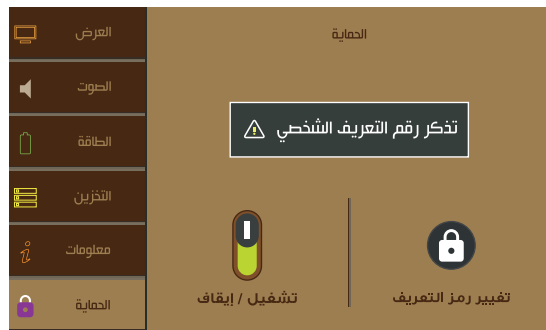 العرض
الصوت
الطاقة
التخزين
معلومات
الحماية
الحماية
تذكر رقم التعريف الشخصي
تغيير رمز التعريف
تشغيل / إيقاف